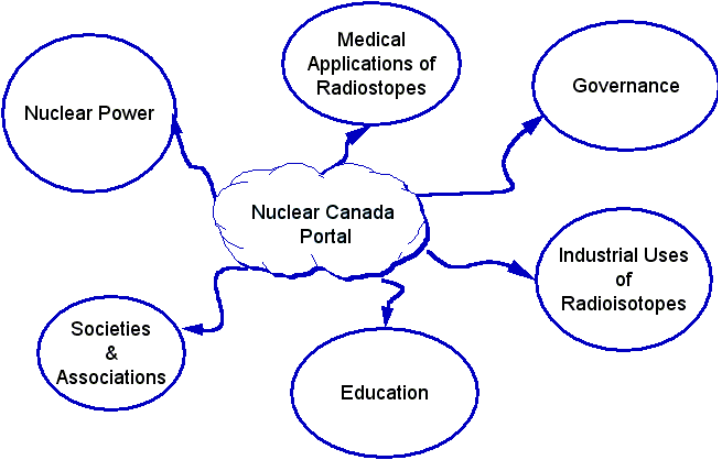 Medical
Applications of
Radiostopes
Governance
Nuclear Power
Nuclear Canada
Portal
Industrial Uses
of
Radioisotopes
Societies
&
Associations
Education